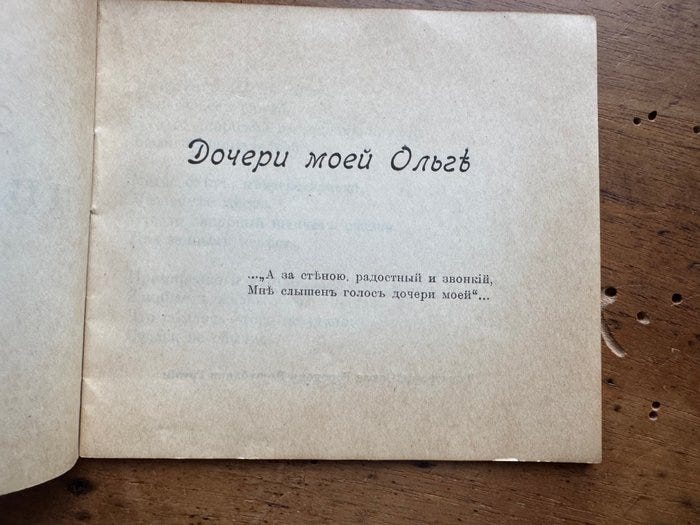 Дочери моей Ольгѣ
...„А за стѣною, радостный и звонкій,
Мнѣ слышенъ голосъ дочери моей“...